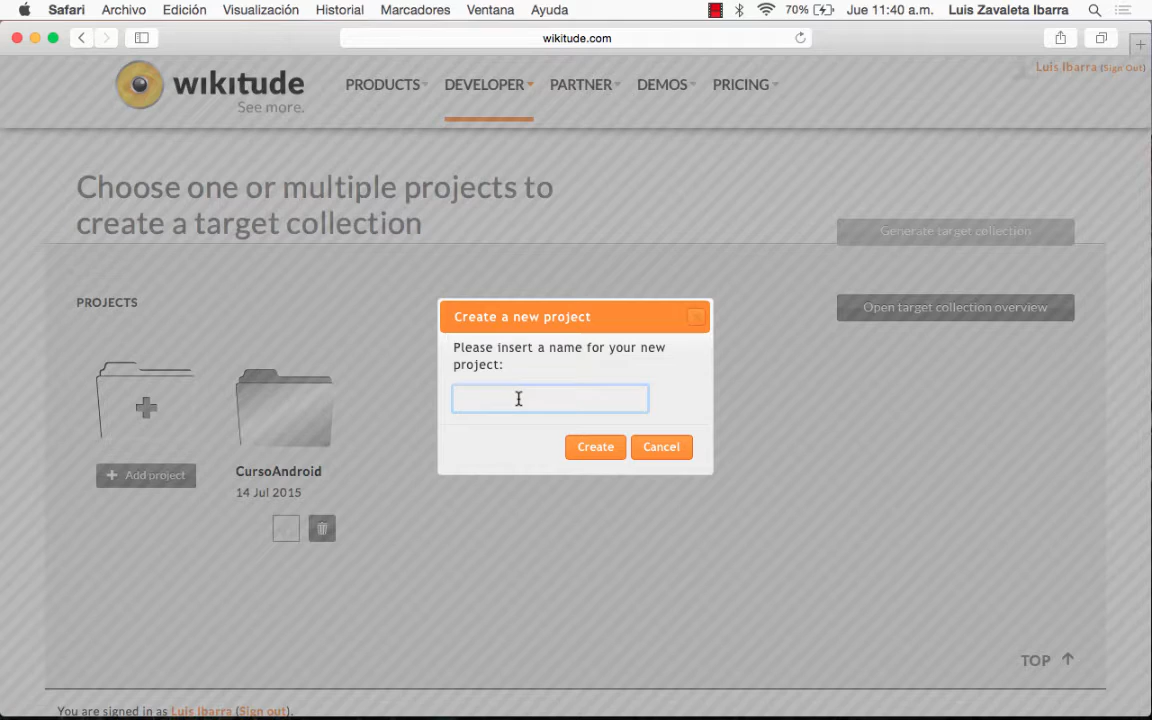 Safari Archivo Edición Visualización Historial Marcadores Ventana Ayuda 70% Jue 11:40 a.m. Luis Zavaleta Ibarra
wikitude.com
Luis Ibarra (Sign Out)
wikitude
See more.
PRODUCTS DEVELOPER PARTNER DEMOS PRICING
Choose one or multiple projects to
create a target collection
Generate target collection
PROJECTS
Open target collection overview
Create a new project
Please insert a name for your new
project:
Create Cancel
Add project
CursoAndroid
14 Jul 2015
TOP
You are signed in as Luis Ibarra (Sign out).